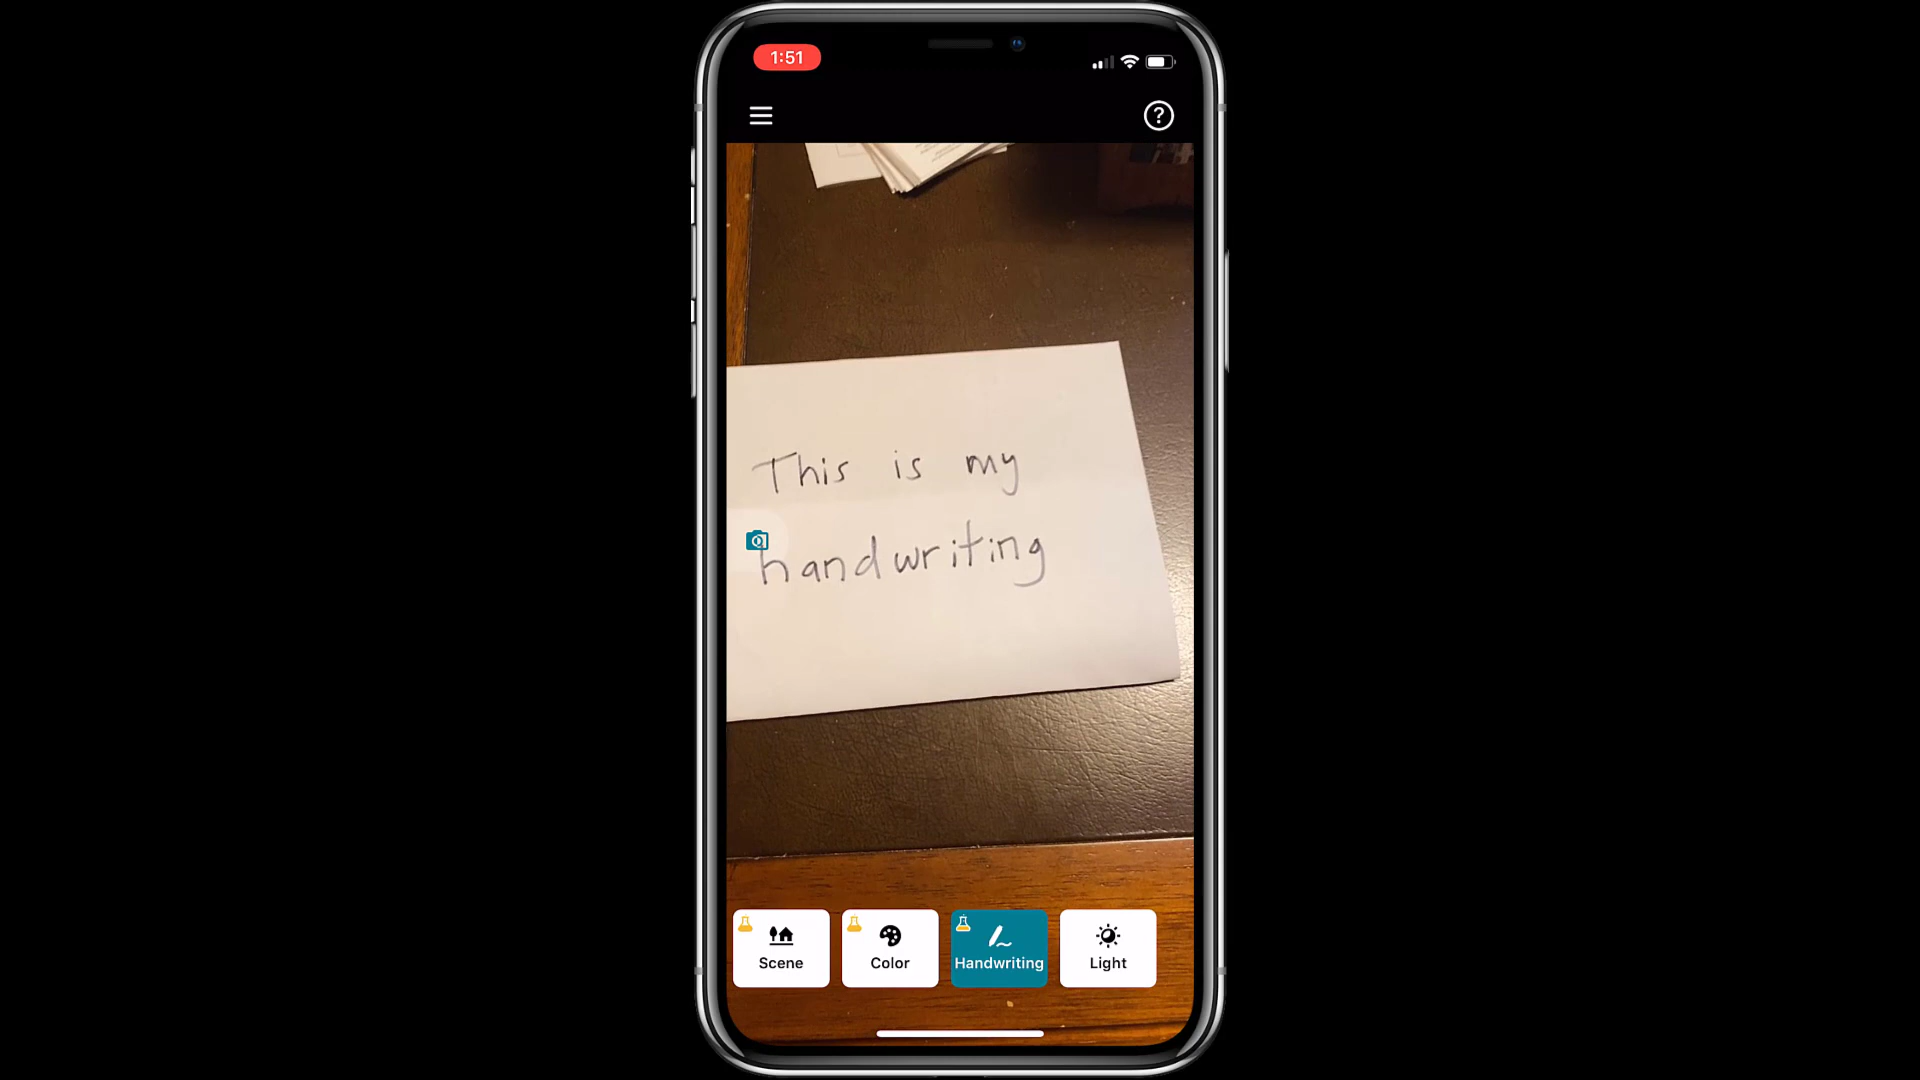 1:51
?
This is my
handwriting
Scene
Color
Handwriting
Light